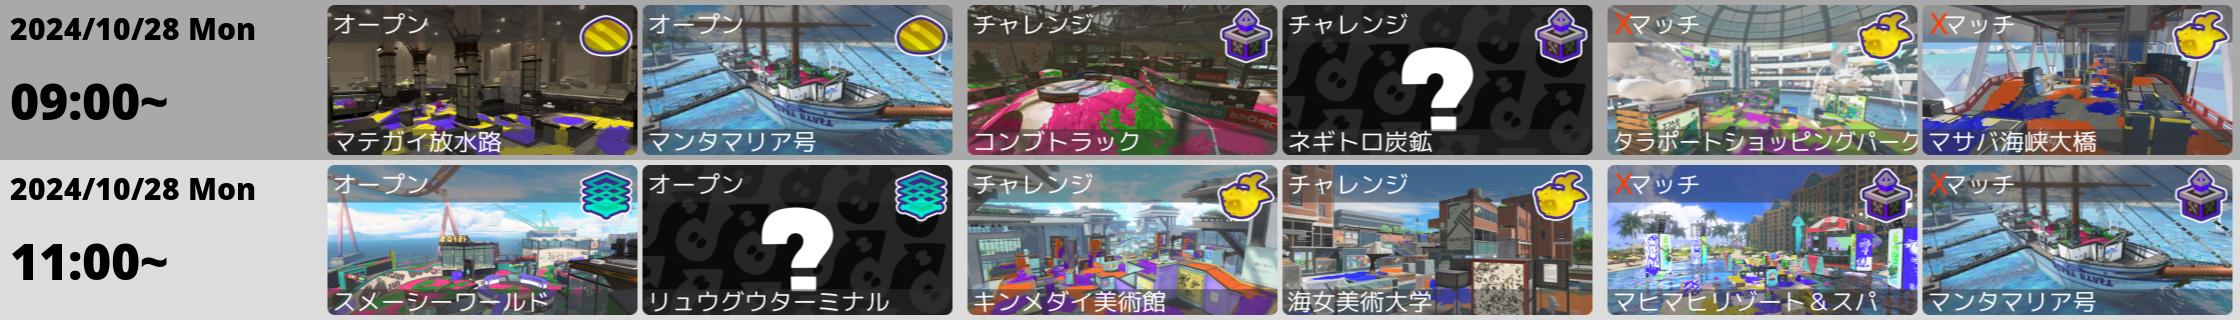 2024/10/28 Mon
09:00~
オープン
マテガイ放水路
オープン
マンタマリア号
チャレンジ
コンブトラック
チャレンジ
?
ネギトロ炭鉱
Xマッチ
タラポートショッピングパーク
Xマッチ
マサバ海峡大橋
2024/10/28 Mon
11:00~
オープン
スメーシーワールド
オープン
?
リュウグウターミナル
チャレンジ
キンメダイ美術館
チャレンジ
海女美術大学
Xマッチ
マヒマヒリゾート&スパ
Xマッチ
マンタマリア号